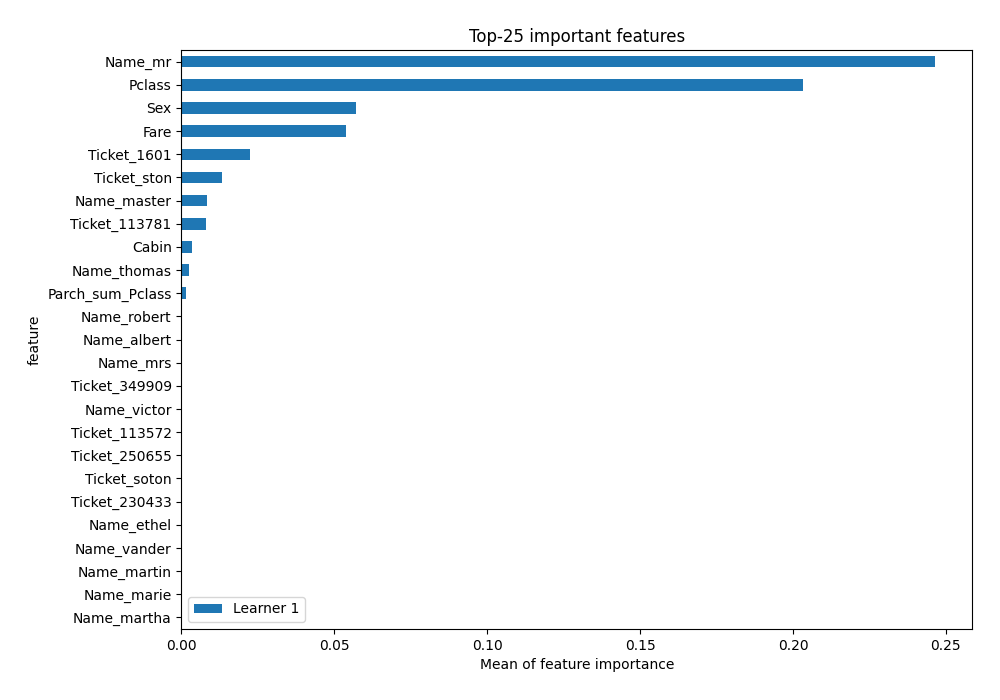 Top-25 important features
Name_mr
Pclass
Sex
Fare
Ticket_1601
Ticket_ston
Name_master
Ticket_113781
Cabin
Name_thomas
Parch_sum_Pclass
Name_robert
Name_albert
Name_mrs
Ticket_349909
Name_victor
Ticket_113572
Ticket_250655
Ticket_soton
Ticket_230433
Name_ethel
Name_vander
Name_martin
Name_marie
Name_martha
feature
Learner 1
0.00 0.05 0.10 0.15 0.20 0.25
Mean of feature importance